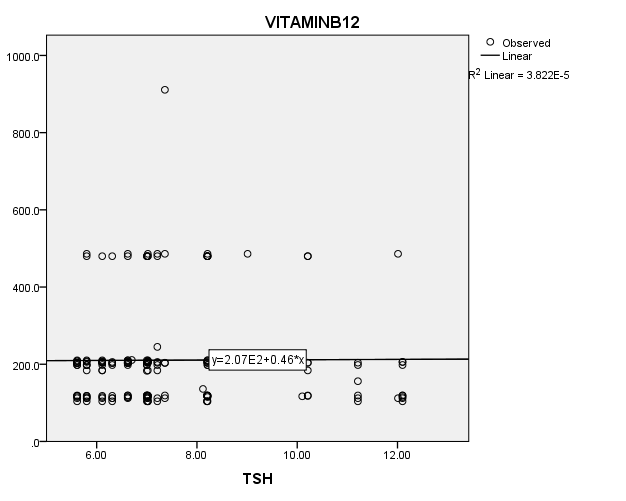 VITAMINB12
Observed
Linear
R2 Linear = 3.822E-5
1000.0
800.0
600.0
400.0
200.0
.0
y=2.07E2+0.46*x
6.00 8.00 10.00 12.00
TSH